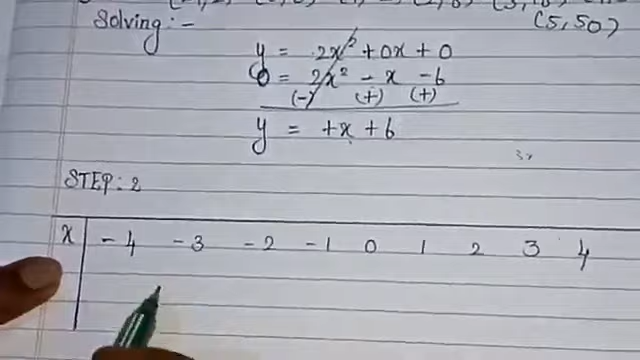 Solving :-
(5, 50)
y = 2x² + 0x + 0
0 = 2x² - x - 6
(-) (+) (+)
y = +x + 6
STEP : 2
x -4 -3 -2 -1 0 1 2 3 4